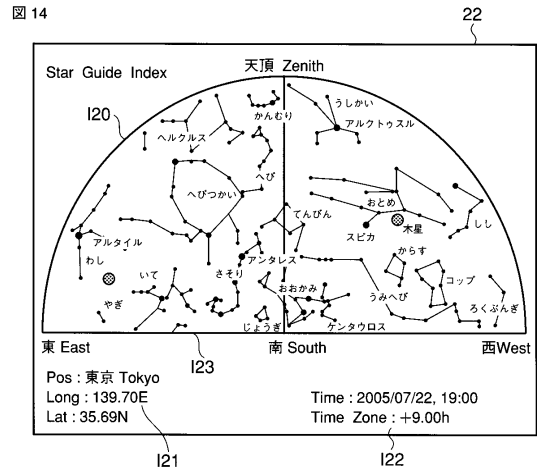 図 14
22
Star Guide Index
天頂 Zenith
I20
かんむり
うしかい
アルクトゥスル
ヘルクルス
へび
へびつかい
おとめ
しし
てんびん
スピカ
木星
アルタイル
わし
アンタレス
からす
いて
さそり
おおかみ
コップ
やぎ
うみへび
ろくぶんぎ
じょうぎ
ケンタウロス
東 East
南 South
西West
I23
Pos : 東京 Tokyo
Long : 139.70E
Lat : 35.69N
Time : 2005/07/22, 19:00
Time Zone : +9.00h
I21
I22